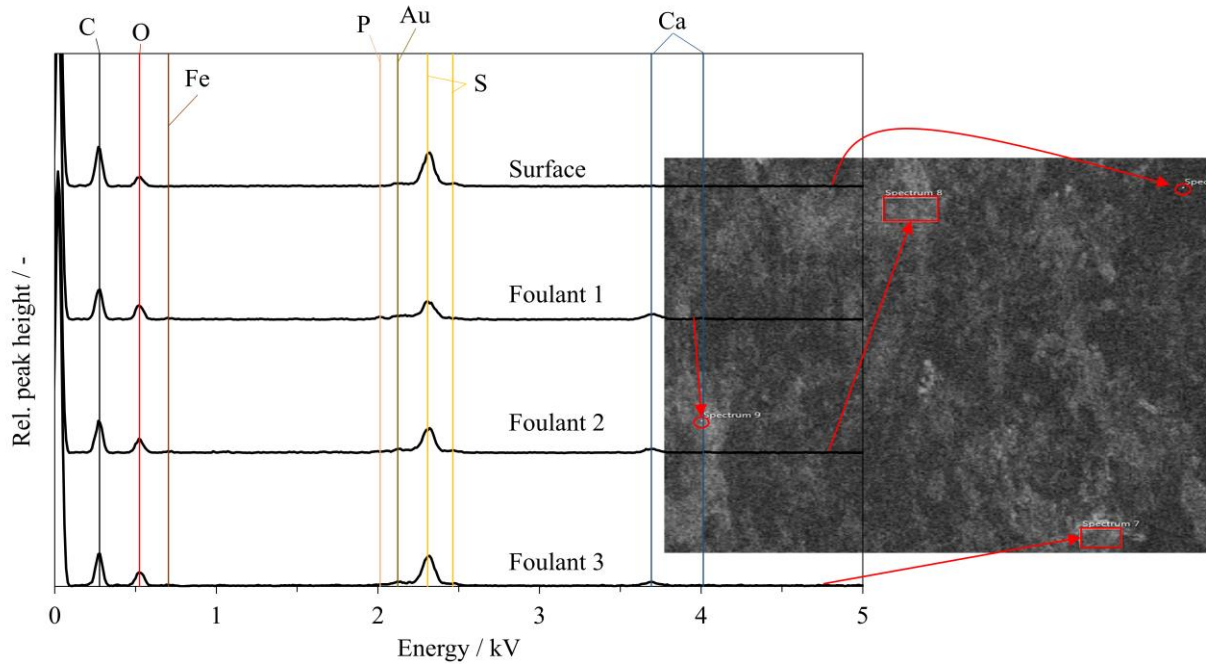 C
O
P
Au
Ca
Fe
S
Surface
Spectrum 8
Foulant 1
Spectrum 9
Foulant 2
Spectrum 7
Foulant 3
Rel. peak height / -
0
1
2
3
4
5
Energy / kV